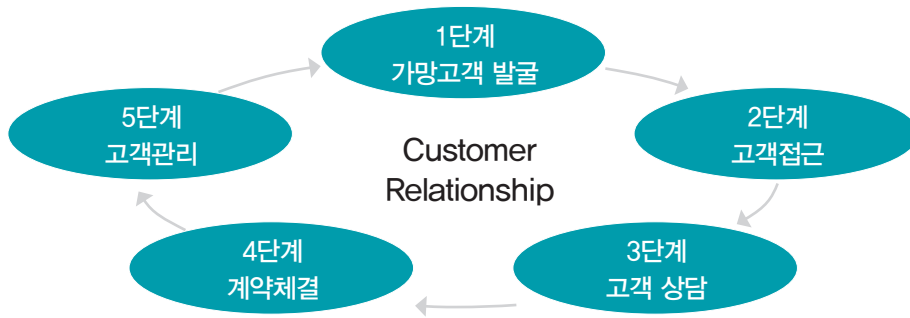 1단계
가망고객 발굴
2단계
고객접근
3단계
고객 상담
4단계
계약체결
5단계
고객관리
Customer
Relationship